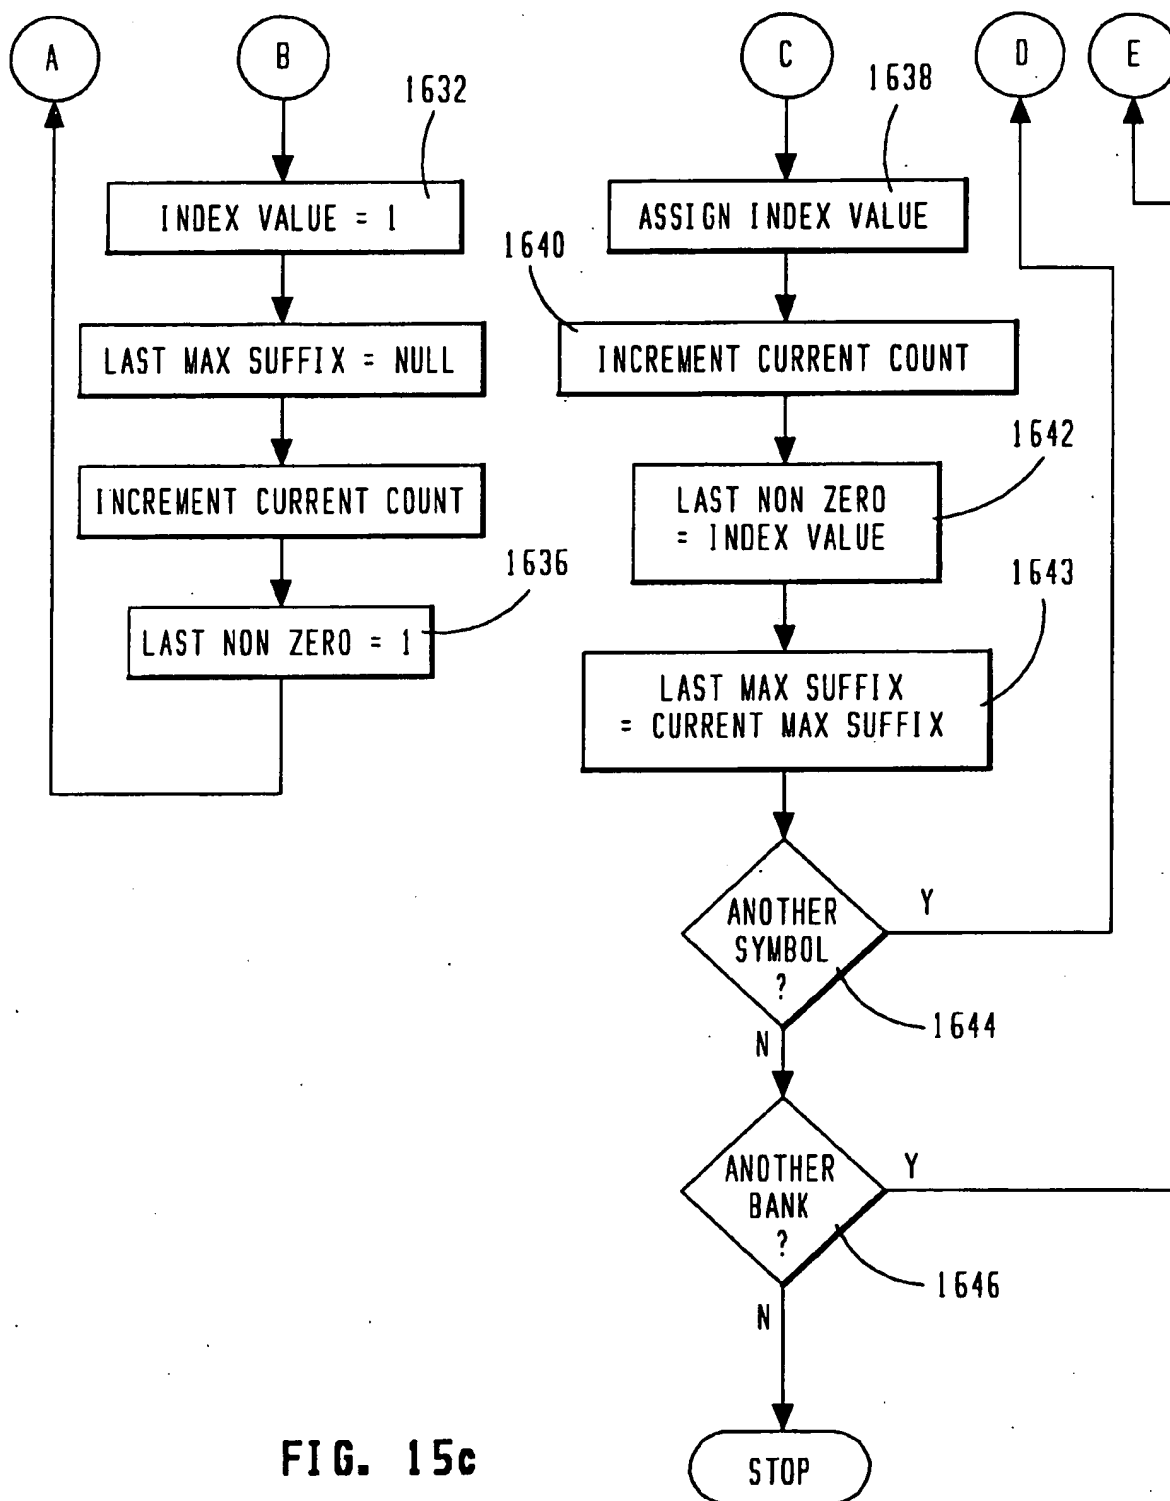 A
B
C
D
E
1632
INDEX VALUE = 1
LAST MAX SUFFIX = NULL
INCREMENT CURRENT COUNT
1636
LAST NON ZERO = 1
1638
ASSIGN INDEX VALUE
1640
INCREMENT CURRENT COUNT
1642
LAST NON ZERO
= INDEX VALUE
1643
LAST MAX SUFFIX
= CURRENT MAX SUFFIX
ANOTHER
SYMBOL
?
Y
1644
N
ANOTHER
BANK
?
Y
1646
N
STOP
FIG. 15c